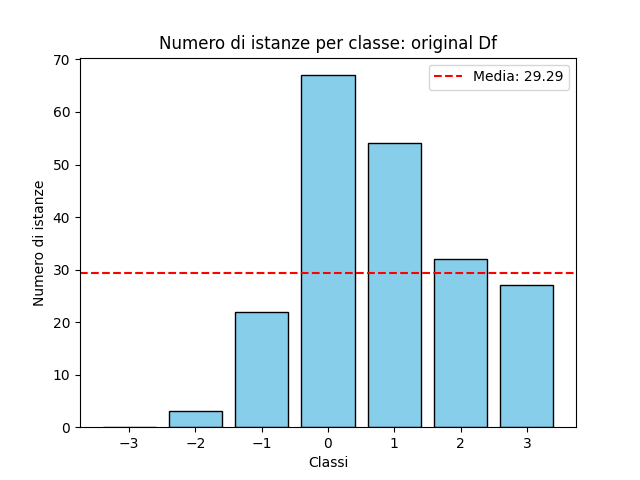 Numero di istanze per classe: original Df
Media: 29.29
Numero di istanze
70
60
50
40
30
20
10
0
−3 −2 −1 0 1 2 3
Classi